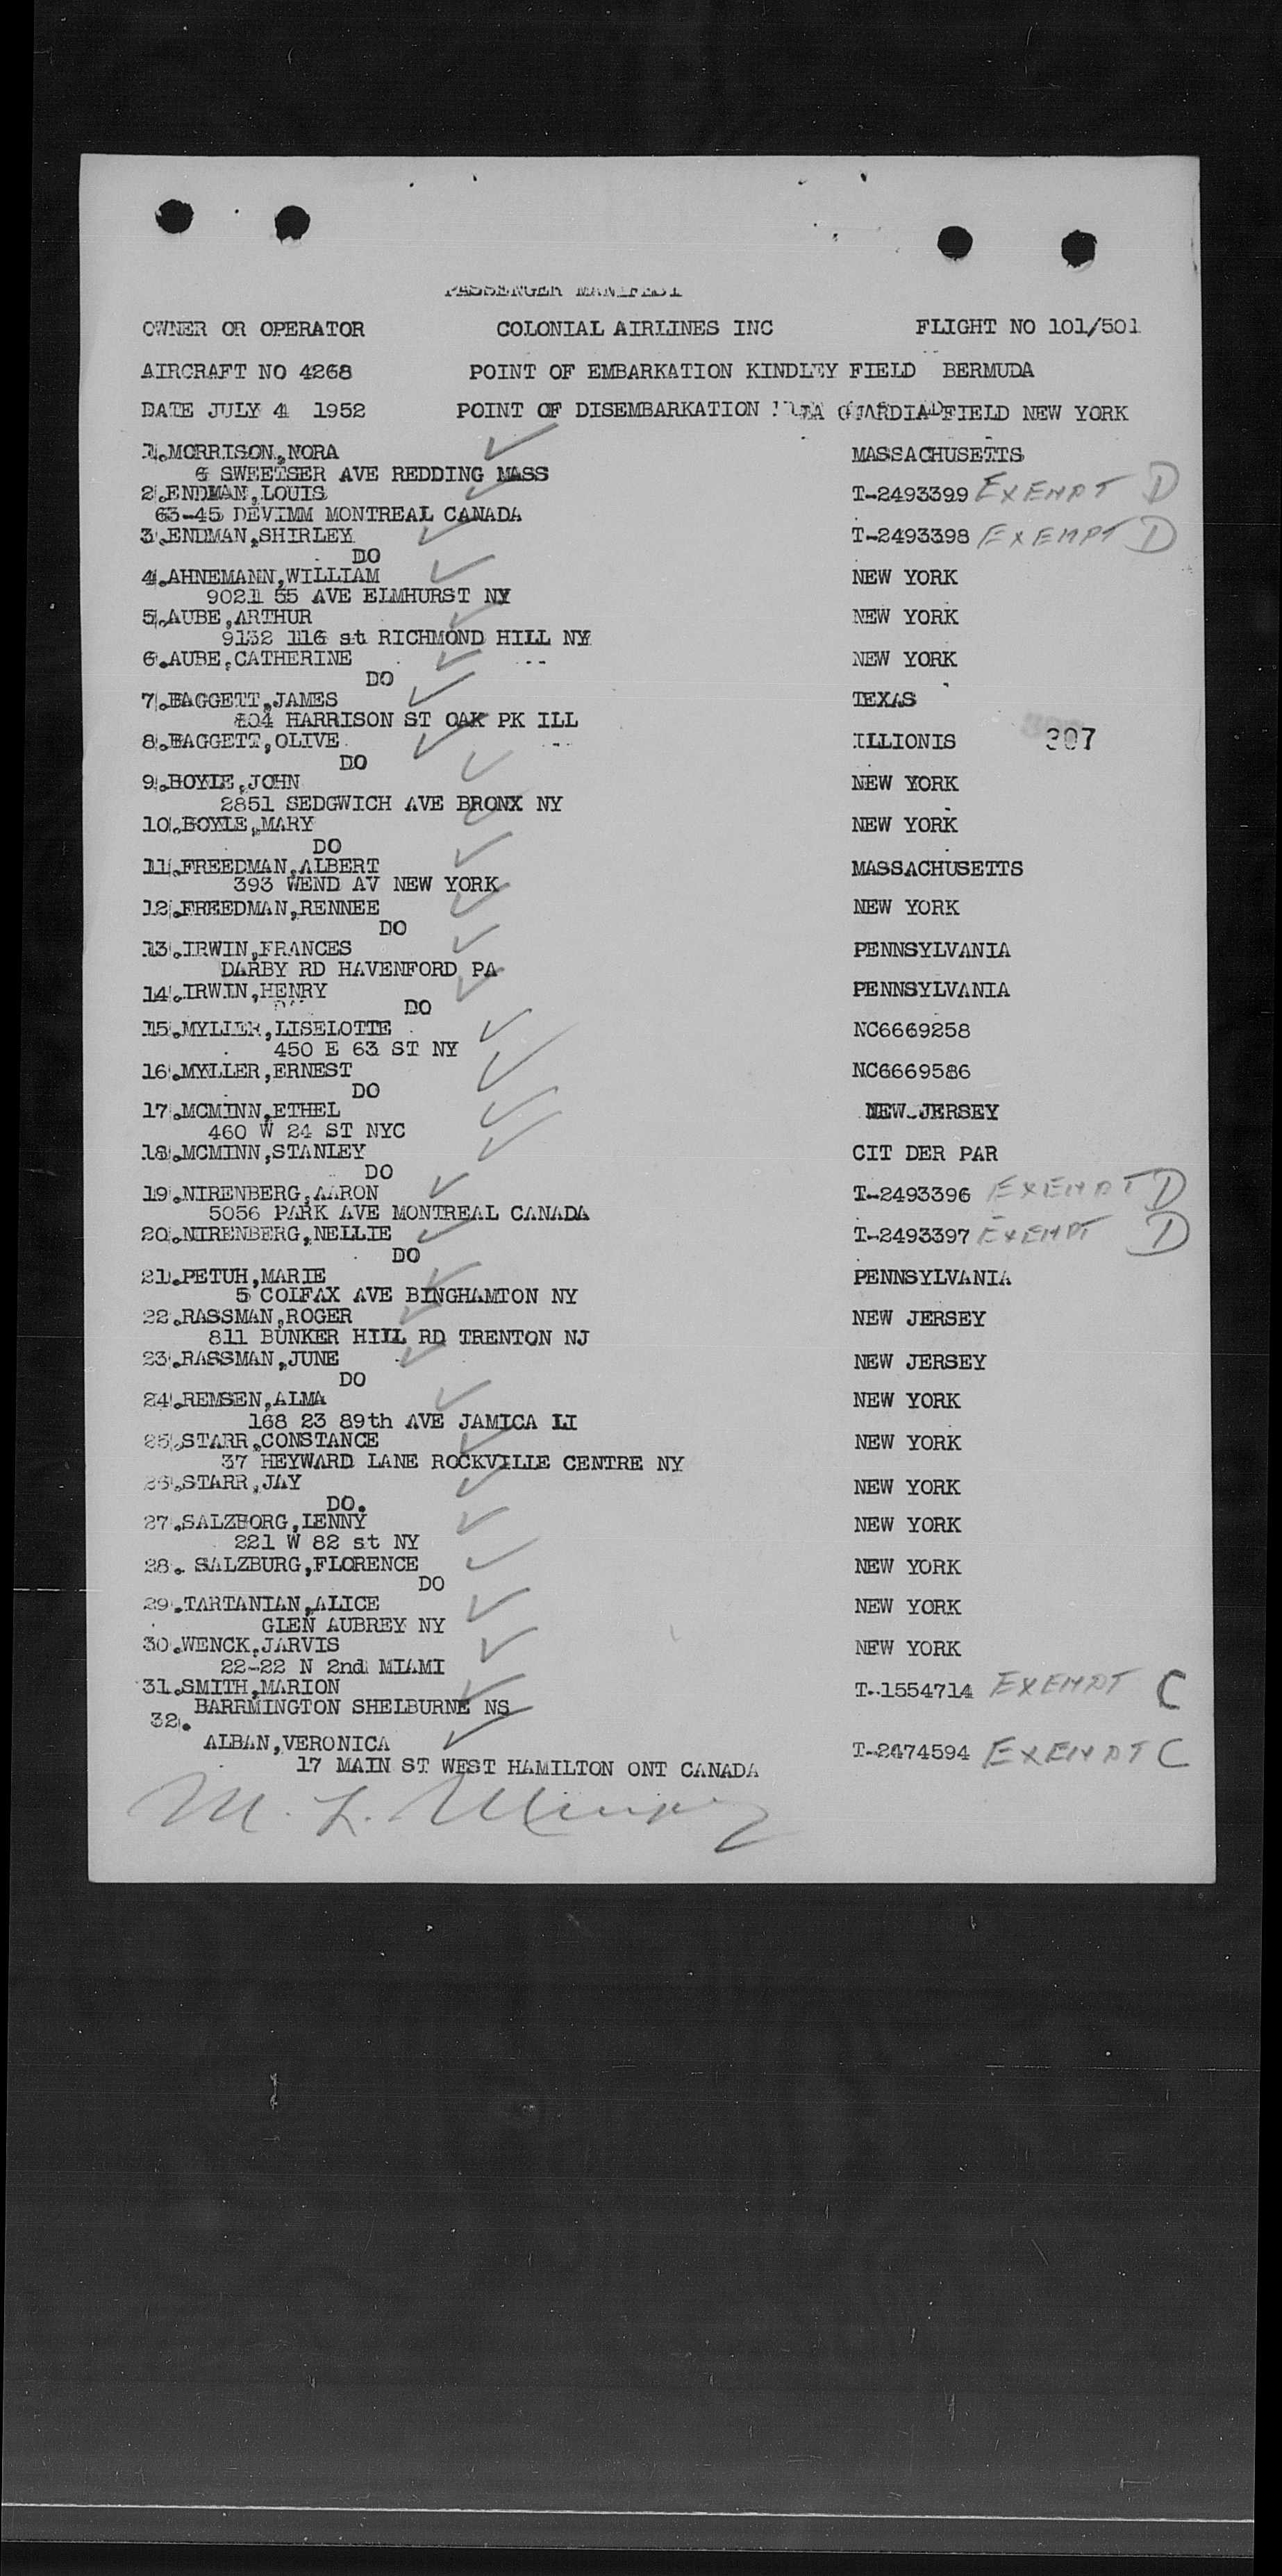 PASSENGER MANIFEST
OWNER OR OPERATOR COLONIAL AIRLINES INC FLIGHT NO 101/501
AIRCRAFT NO 4268 POINT OF EMBARKATION KINDLEY FIELD BERMUDA
DATE JULY 4 1952 POINT OF DISEMBARKATION LA GUARDIA FIELD NEW YORK
1.MORRISON,NORA MASSACHUSETTS
6 SWEETSER AVE REDDING MASS
2.ENDMAN,LOUIS T-2493399 EXEMPT D
63-45 DEVIMM MONTREAL CANADA
3.ENDMAN,SHIRLEY T-2493398 EXEMPT D
DO
4.AHNEMANN,WILLIAM NEW YORK
9021 55 AVE ELMHURST NY
5.AUBE,ARTHUR NEW YORK
9132 116 st RICHMOND HILL NY
6.AUBE,CATHERINE NEW YORK
DO
7.BAGGETT,JAMES TEXAS
804 HARRISON ST OAK PK ILL
8.BAGGETT,OLIVE ILLIONIS 307
DO
9.BOYLE,JOHN NEW YORK
2851 SEDGWICH AVE BRONX NY
10.BOYLE,MARY NEW YORK
DO
11.FREEDMAN,ALBERT MASSACHUSETTS
393 WEND AV NEW YORK
12.FREEDMAN,RENNEE NEW YORK
DO
13.IRWIN,FRANCES PENNSYLVANIA
DARBY RD HAVENFORD PA
14.IRWIN,HENRY PENNSYLVANIA
DO
15.MYLLER,LISELOTTE NC6669258
450 E 63 ST NY
16.MYLLER,ERNEST NC6669586
DO
17.MCMINN,ETHEL NEW JERSEY
460 W 24 ST NYC
18.MCMINN,STANLEY CIT DER PAR
DO
19.NIRENBERG,AARON T-2493396 EXEMPT D
5056 PARK AVE MONTREAL CANADA
20.NIRENBERG,NELLIE T-2493397 EXEMPT D
DO
21.PETUH,MARIE PENNSYLVANIA
5 COLFAX AVE BINGHAMTON NY
22.RASSMAN,ROGER NEW JERSEY
811 BUNKER HILL RD TRENTON NJ
23.RASSMAN,JUNE NEW JERSEY
DO
24.REMSEN,ALMA NEW YORK
168 23 89th AVE JAMICA LI
25.STARR,CONSTANCE NEW YORK
37 HEYWARD LANE ROCKVILLE CENTRE NY
26.STARR,JAY NEW YORK
DO.
27.SALZBORG,LENNY NEW YORK
221 W 82 st NY
28. SALZBURG,FLORENCE NEW YORK
DO
29.TARTANIAN,ALICE NEW YORK
GLEN AUBREY NY
30.WENCK,JARVIS NEW YORK
22-22 N 2nd MIAMI
31.SMITH,MARION T-1554714 EXEMPT C
BARRMINGTON SHELBURNE NS
32.
ALBAN,VERONICA T-2474594 EXEMPT C
17 MAIN ST WEST HAMILTON ONT CANADA
M. L.